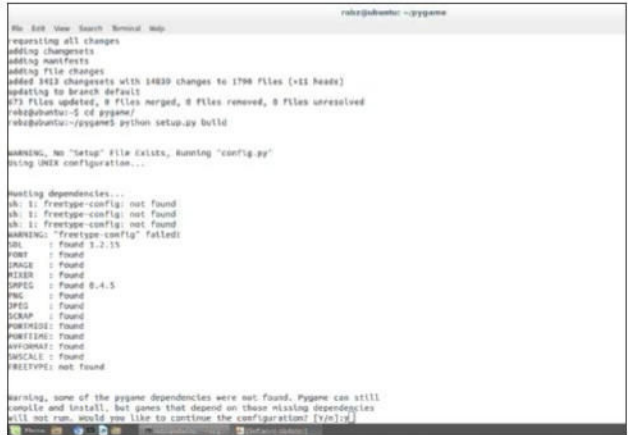 robz@ubuntu: ~/pygame
File Edit View Search Terminal Help
requesting all changes
adding changesets
adding manifests
adding file changes
added 3413 changesets with 14839 changes to 1790 files (+11 heads)
updating to branch default
673 files updated, 0 files merged, 0 files removed, 0 files unresolved
robz@ubuntu:~$ cd pygame/
robz@ubuntu:~/pygame$ python setup.py build
WARNING, No "Setup" File Exists, Running "config.py"
Using UNIX configuration...
Hunting dependencies...
sh: 1: freetype-config: not found
sh: 1: freetype-config: not found
sh: 1: freetype-config: not found
WARNING: "freetype-config" failed!
SDL : found 1.2.15
FONT : found
IMAGE : found
MIXER : found
SMPEG : found 0.4.5
PNG : found
JPEG : found
SCRAP : found
PORTMIDI: found
PORTTIME: found
AVFORMAT: found
SWSCALE : found
FREETYPE: not found
Warning, some of the pygame dependencies were not found. Pygame can still
compile and install, but games that depend on those missing dependencies
will not run. Would you like to continue the configuration? [Y/n]:y
Menu